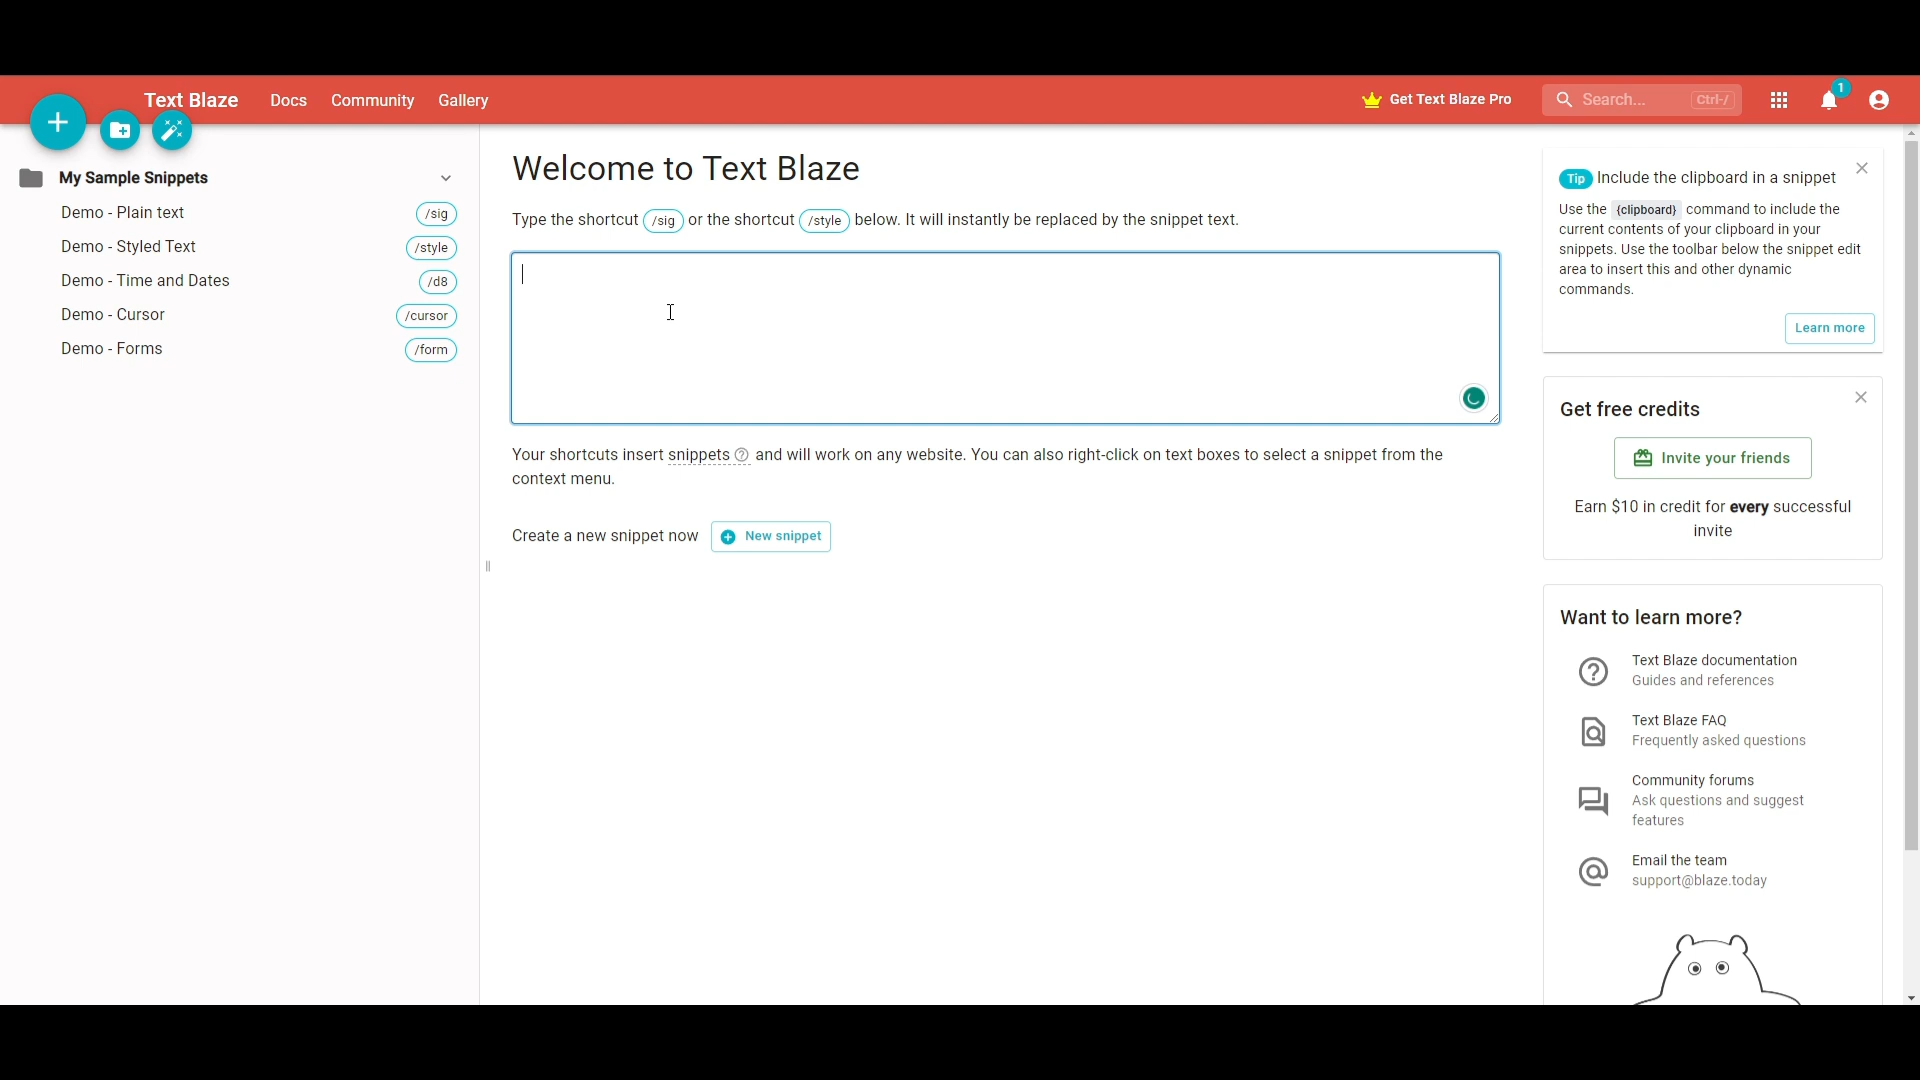 Text Blaze Docs Community Gallery Get Text Blaze Pro Search... Ctrl-/ 1
My Sample Snippets
Demo - Plain text /sig
Demo - Styled Text /style
Demo - Time and Dates /d8
Demo - Cursor /cursor
Demo - Forms /form
Welcome to Text Blaze
Type the shortcut /sig or the shortcut /style below. It will instantly be replaced by the snippet text.
Your shortcuts insert snippets and will work on any website. You can also right-click on text boxes to select a snippet from the
context menu.
Create a new snippet now New snippet
Tip Include the clipboard in a snippet
Use the {clipboard} command to include the
current contents of your clipboard in your
snippets. Use the toolbar below the snippet edit
area to insert this and other dynamic
commands.
Learn more
Get free credits
Invite your friends
Earn $10 in credit for every successful
invite
Want to learn more?
Text Blaze documentation
Guides and references
Text Blaze FAQ
Frequently asked questions
Community forums
Ask questions and suggest
features
Email the team
support@blaze.today